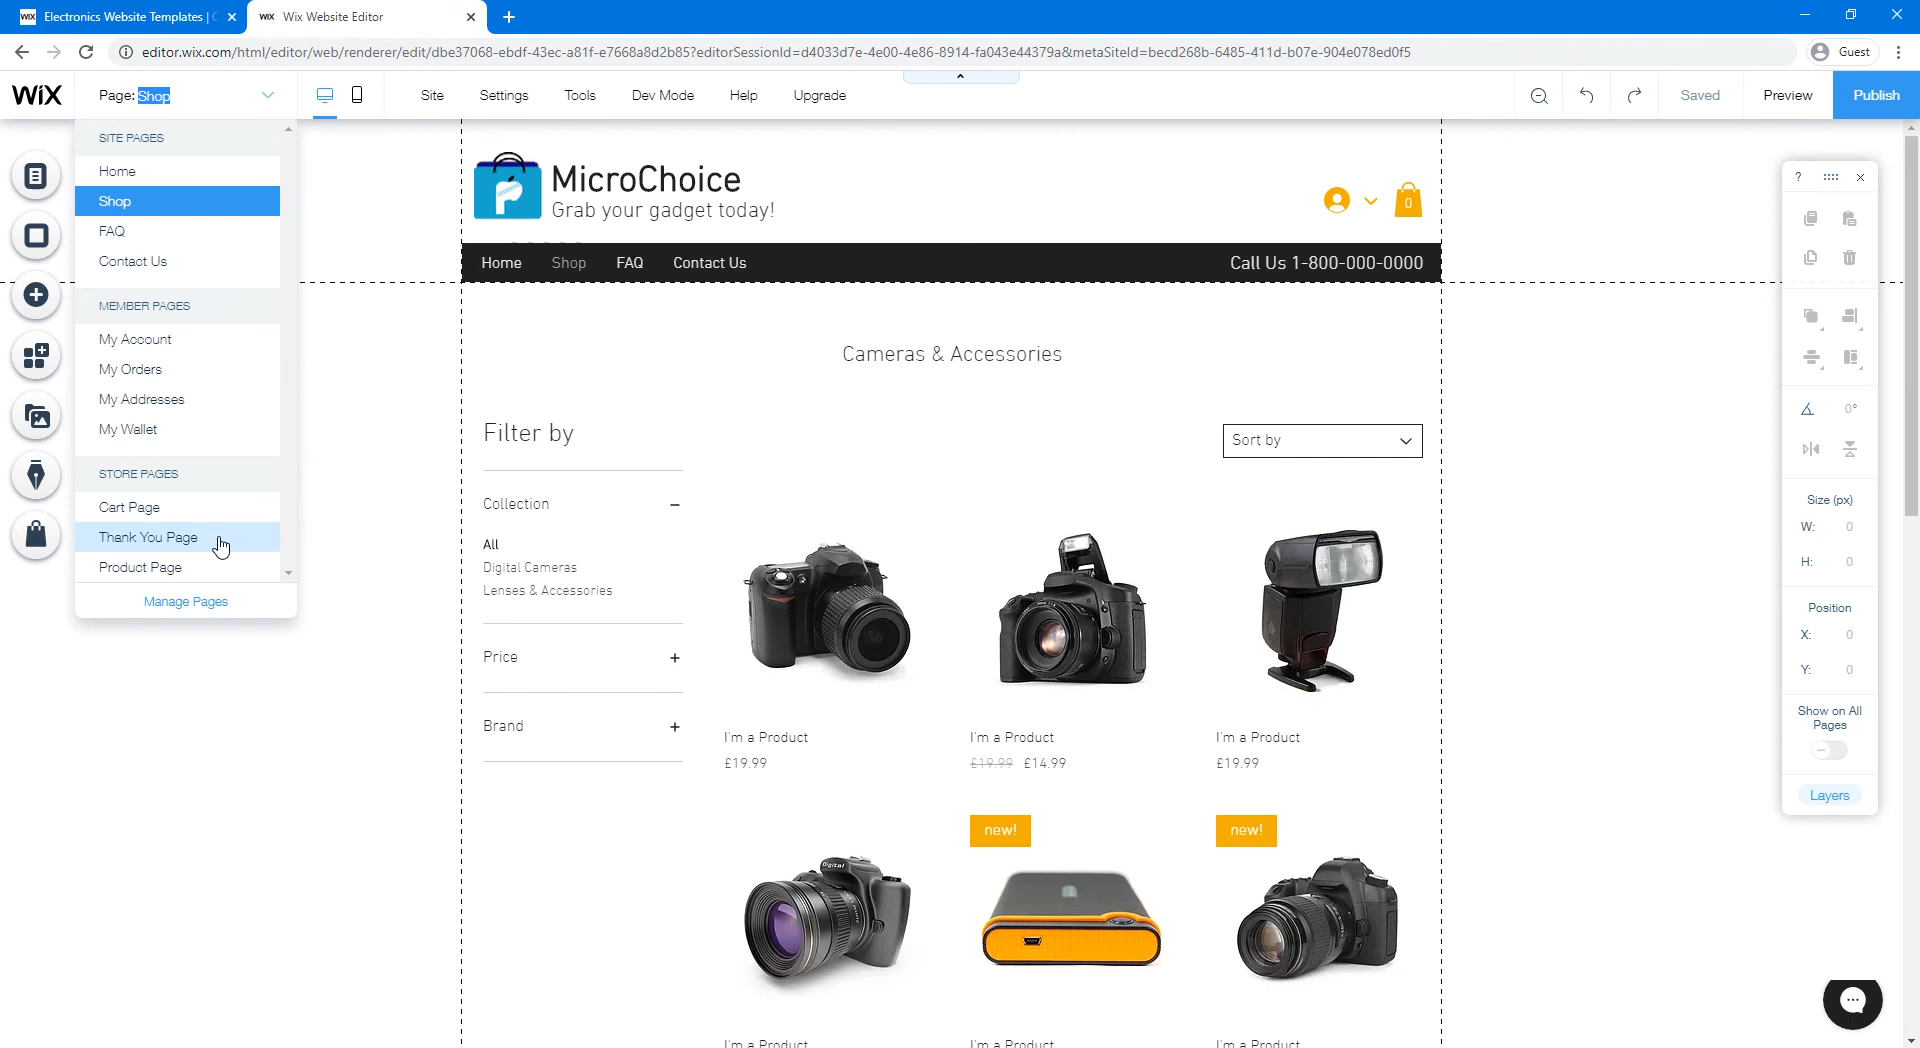 WIX Electronics Website Templates |
WIX Wix Website Editor
editor.wix.com/html/editor/web/renderer/edit/dbe37068-ebdf-43ec-a81f-e7668a8d2b85?editorSessionId=d4033d7e-4e00-4e86-8914-fa043e44379a&metaSiteId=becd268b-6485-411d-b07e-904e078ed0f5
Guest
WIX
Page: Shop
Site
Settings
Tools
Dev Mode
Help
Upgrade
Saved
Preview
Publish
SITE PAGES
Home
Shop
FAQ
Contact Us
MEMBER PAGES
My Account
My Orders
My Addresses
My Wallet
STORE PAGES
Cart Page
Thank You Page
Product Page
Manage Pages
MicroChoice
Grab your gadget today!
0
Home
Shop
FAQ
Contact Us
Call Us 1-800-000-0000
Cameras & Accessories
Filter by
Sort by
Collection
All
Digital Cameras
Lenses & Accessories
Price
Brand
I'm a Product
£19.99
I'm a Product
£19.99 £14.99
I'm a Product
£19.99
new!
new!
Digital
I'm a Product
I'm a Product
I'm a Product
?
0°
Size (px)
W: 0
H: 0
Position
X: 0
Y: 0
Show on All
Pages
Layers